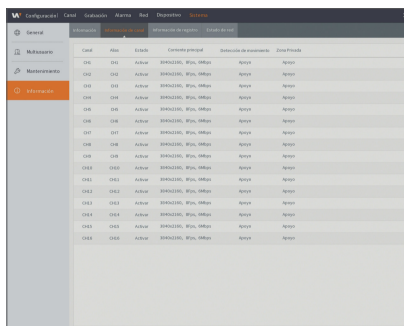 Configuración Canal Grabación Alarma Red Dispositivo Sistema
General
Multiusuario
Mantenimiento
Información
Información Información de canal Información de registro Estado de red
Canal Alias Estado Corriente principal Detección de movimiento Zona Privada
CH1 CH1 Activar 3840x2160, 8fps, 5Mbps Apoyo Apoyo
CH2 CH2 Activar 3840x2160, 8fps, 5Mbps Apoyo Apoyo
CH3 CH3 Activar 3840x2160, 8fps, 5Mbps Apoyo Apoyo
CH4 CH4 Activar 3840x2160, 8fps, 5Mbps Apoyo Apoyo
CH5 CH5 Activar 3840x2160, 8fps, 5Mbps Apoyo Apoyo
CH6 CH6 Activar 3840x2160, 8fps, 5Mbps Apoyo Apoyo
CH7 CH7 Activar 3840x2160, 8fps, 5Mbps Apoyo Apoyo
CH8 CH8 Activar 3840x2160, 8fps, 5Mbps Apoyo Apoyo
CH9 CH9 Activar 3840x2160, 8fps, 5Mbps Apoyo Apoyo
CH10 CH10 Activar 3840x2160, 8fps, 5Mbps Apoyo Apoyo
CH11 CH11 Activar 3840x2160, 8fps, 5Mbps Apoyo Apoyo
CH12 CH12 Activar 3840x2160, 8fps, 5Mbps Apoyo Apoyo
CH13 CH13 Activar 3840x2160, 8fps, 5Mbps Apoyo Apoyo
CH14 CH14 Activar 3840x2160, 8fps, 5Mbps Apoyo Apoyo
CH15 CH15 Activar 3840x2160, 8fps, 5Mbps Apoyo Apoyo
CH16 CH16 Activar 3840x2160, 8fps, 5Mbps Apoyo Apoyo